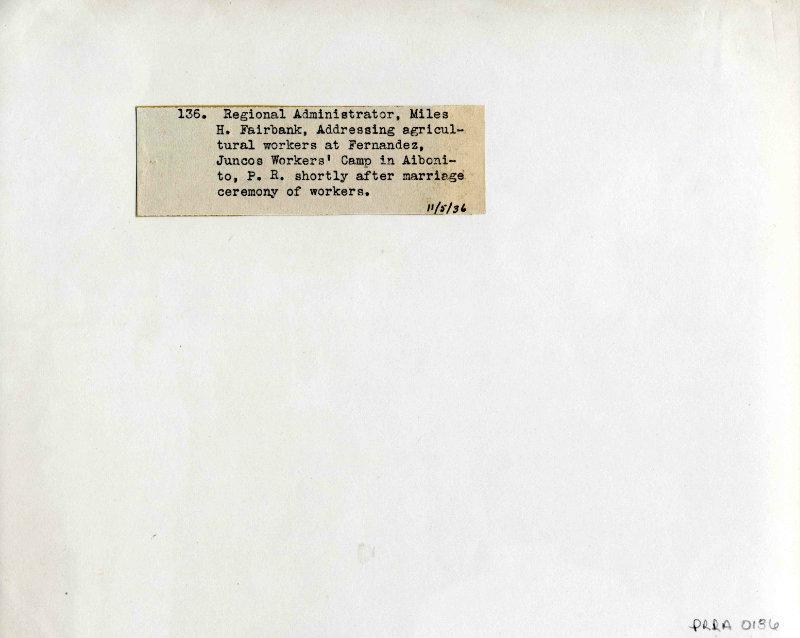 136. Regional Administrator, Miles
H. Fairbank, Addressing agricul-
tural workers at Fernandez,
Juncos Workers' Camp in Aiboni-
to, P. R. shortly after marriage
ceremony of workers.
11/5/36
PRRA 0136